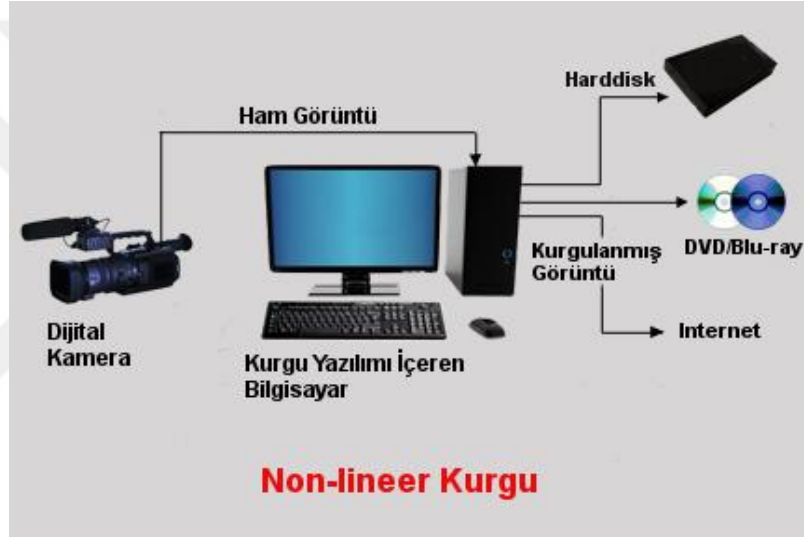 Harddisk
Ham Görüntü
DVD/Blu-ray
Kurgulanmış
Görüntü
Internet
Dijital
Kamera
Kurgu Yazılımı İçeren
Bilgisayar
Non-lineer Kurgu